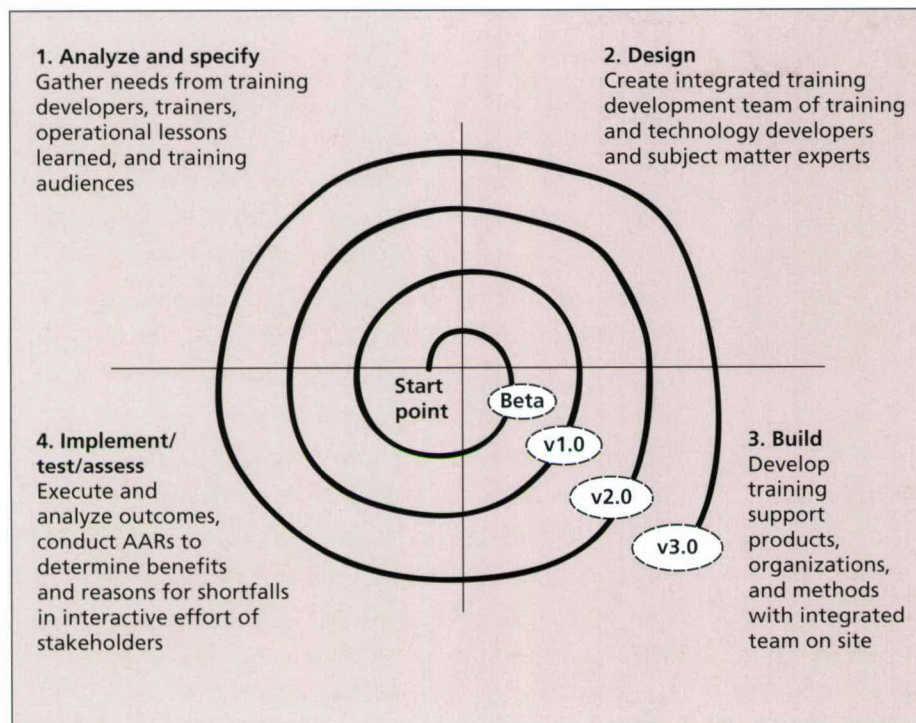 1. Analyze and specify
Gather needs from training
developers, trainers,
operational lessons
learned, and training
audiences
2. Design
Create integrated training
development team of training
and technology developers
and subject matter experts
Start
point
Beta
v1.0
v2.0
v3.0
4. Implement/
test/assess
Execute and
analyze outcomes,
conduct AARs to
determine benefits
and reasons for shortfalls
in interactive effort of
stakeholders
3. Build
Develop
training
support
products,
organizations,
and methods
with integrated
team on site